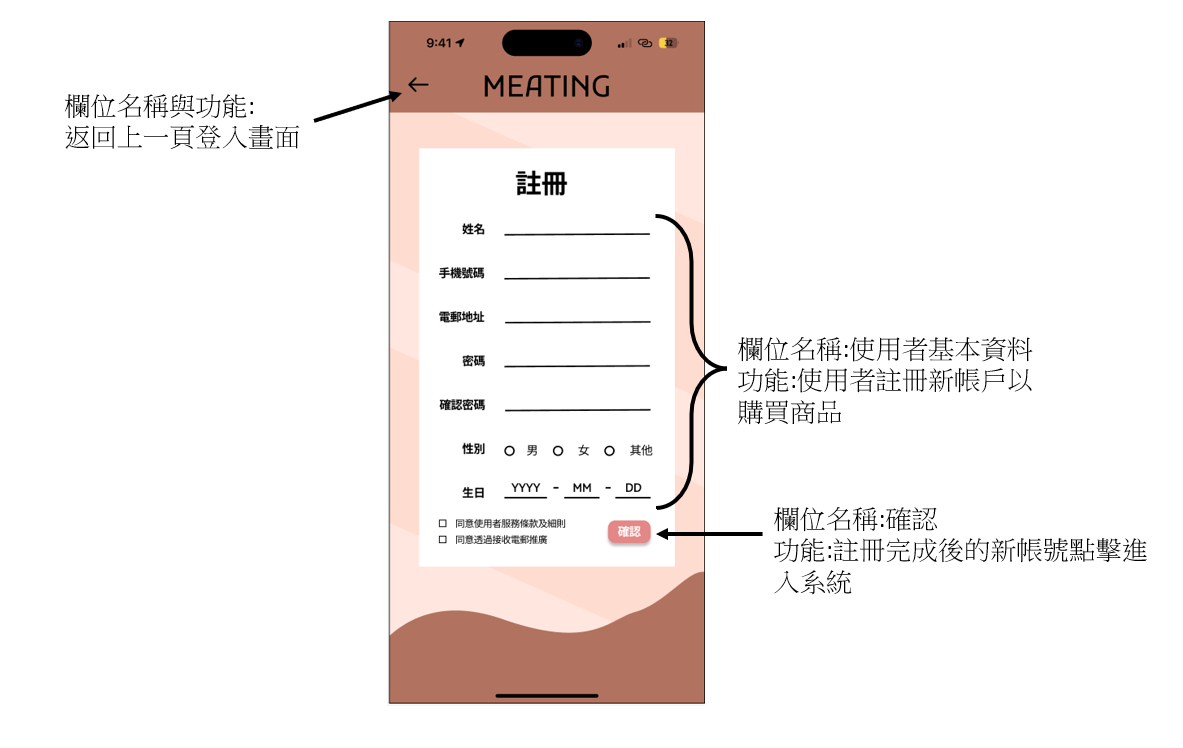 9:41
32
MEATING
欄位名稱與功能:
返回上一頁登入畫面
註冊
姓名
手機號碼
電郵地址
密碼
確認密碼
性別 男 女 其他
生日 YYYY - MM - DD
同意使用者服務條款及細則
同意透過接收電郵推廣
確認
欄位名稱:使用者基本資料
功能:使用者註冊新帳戶以
購買商品
欄位名稱:確認
功能:註冊完成後的新帳號點擊進
入系統